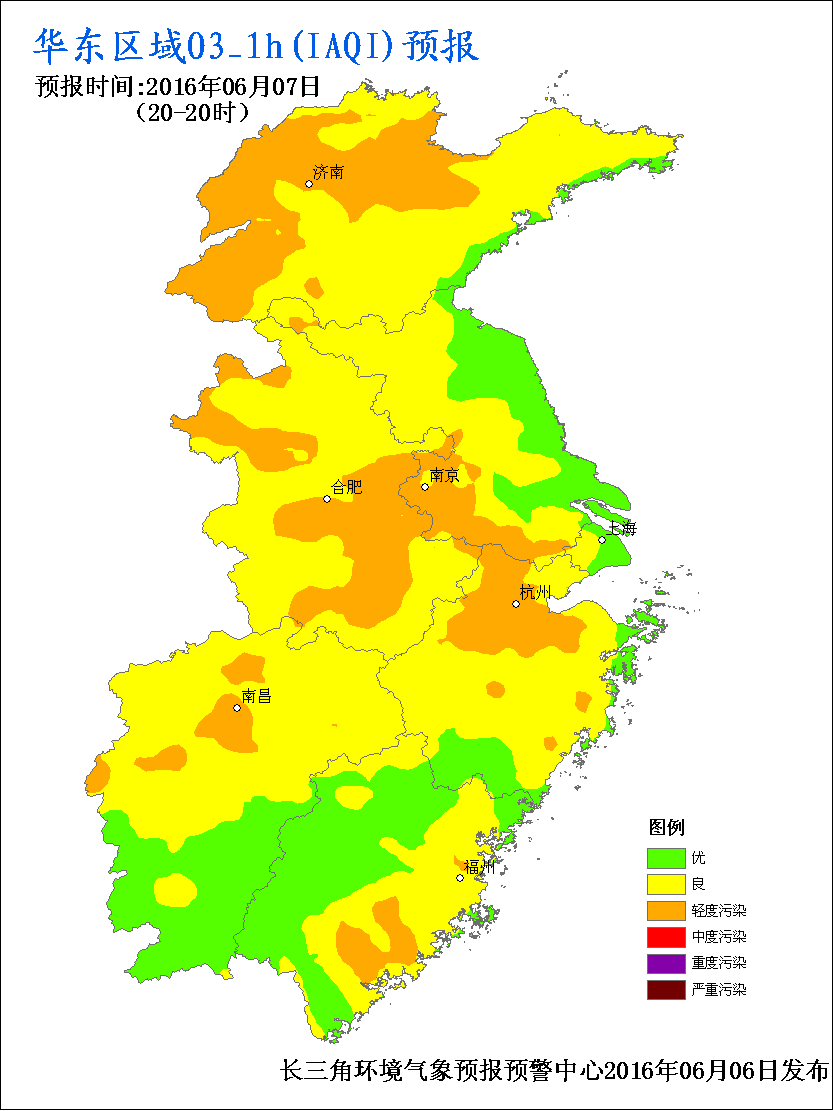 华东区域O3_1h(IAQI)预报
预报时间:2016年06月07日
（20-20时）
济南
南京
合肥
上海
杭州
南昌
福州
图例
优
良
轻度污染
中度污染
重度污染
严重污染
长三角环境气象预报预警中心2016年06月06日发布